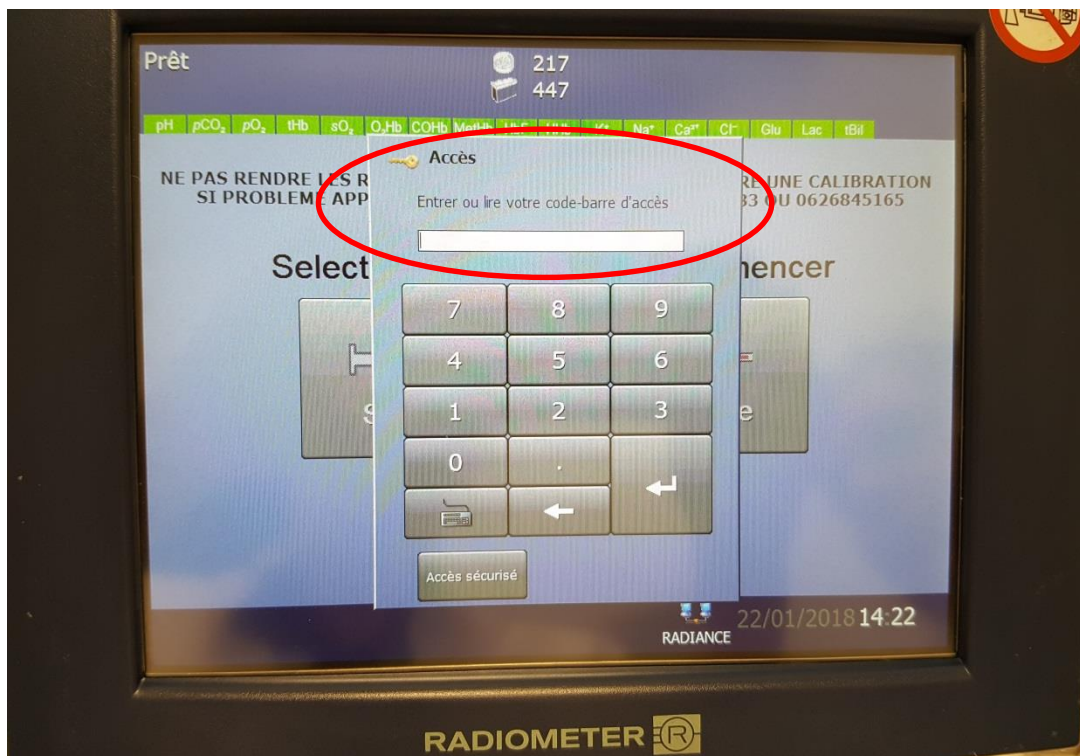 Prêt
217
447
pH pCO₂ pO₂ tHb sO₂ O₂Hb COHb MetHb HbF HHb K⁺ Na⁺ Ca²⁺ Cl⁻ Glu Lac tBil
Accès
NE PAS RENDRE LES R RE UNE CALIBRATION
SI PROBLEME APP 33 OU 0626845165
Entrer ou lire votre code-barre d'accès
Select mencer
7 8 9
4 5 6
1 2 3
S e
0 .
Accès sécurisé
RADIANCE
22/01/2018 14:22
RADIOMETER R